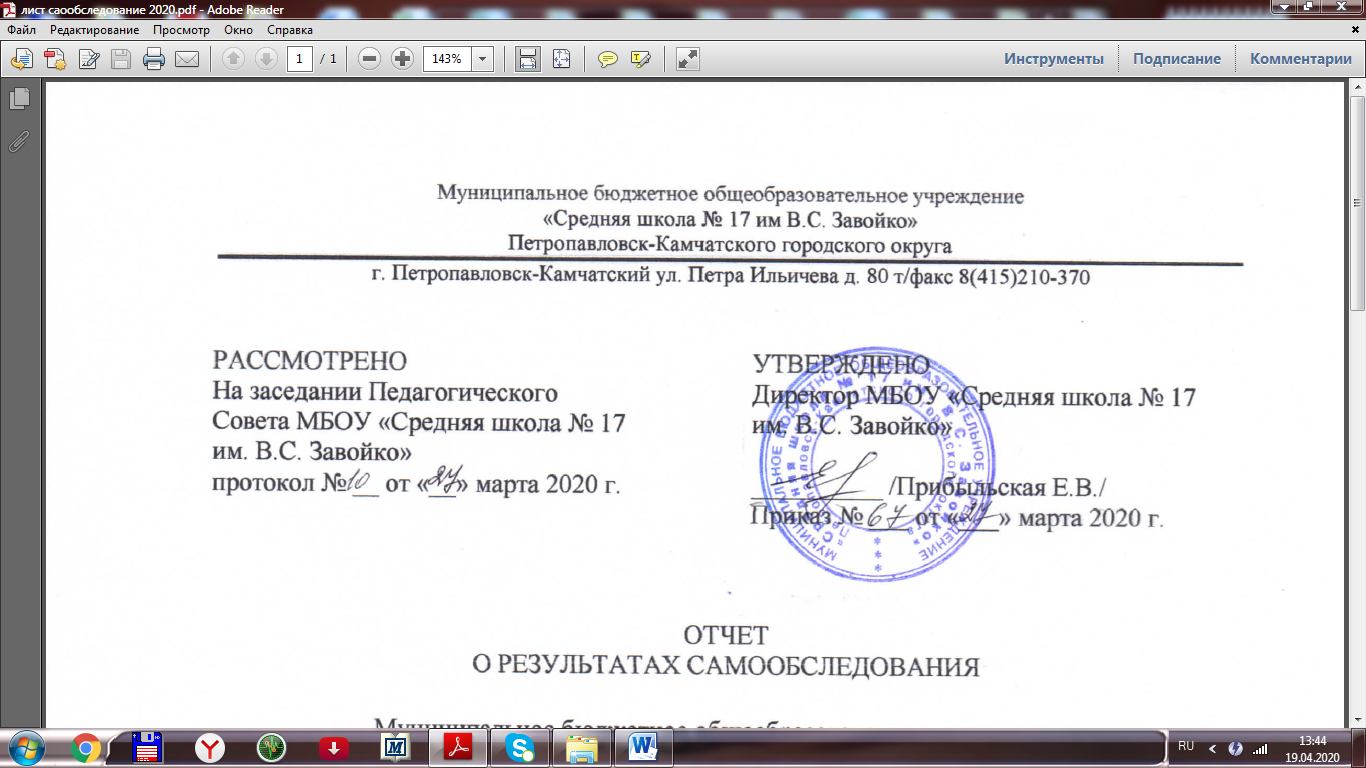 лист саообследование 2020.pdf - Adobe Reader
Файл Редактирование Просмотр Окно Справка
1 / 1 143% Инструменты Подписание Комментарии
Муниципальное бюджетное общеобразовательное учреждение
«Средняя школа № 17 им В.С. Завойко»
Петропавловск-Камчатского городского округа
г. Петропавловск-Камчатский ул. Петра Ильичева д. 80 т/факс 8(415)210-370
РАССМОТРЕНО
На заседании Педагогического
Совета МБОУ «Средняя школа № 17
им. В.С. Завойко»
протокол № 10 от «27» марта 2020 г.
УТВЕРЖДЕНО
Директор МБОУ «Средняя школа № 17
им. В.С. Завойко»
/Прибыльская Е.В./
Приказ № 67 от «27» марта 2020 г.
ОТЧЕТ
О РЕЗУЛЬТАТАХ САМООБСЛЕДОВАНИЯ
RU
13:44
19.04.2020